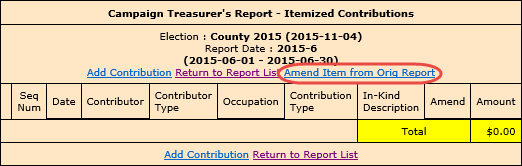 Campaign Treasurer's Report - Itemized Contributions
Election : County 2015 (2015-11-04)
Report Date : 2015-6
(2015-06-01 - 2015-06-30)
Add Contribution Return to Report List Amend Item from Orig Report
Seq Num Date Contributor Contributor Type Occupation Contribution Type In-Kind Description Amend Amount
Total $0.00
Add Contribution Return to Report List